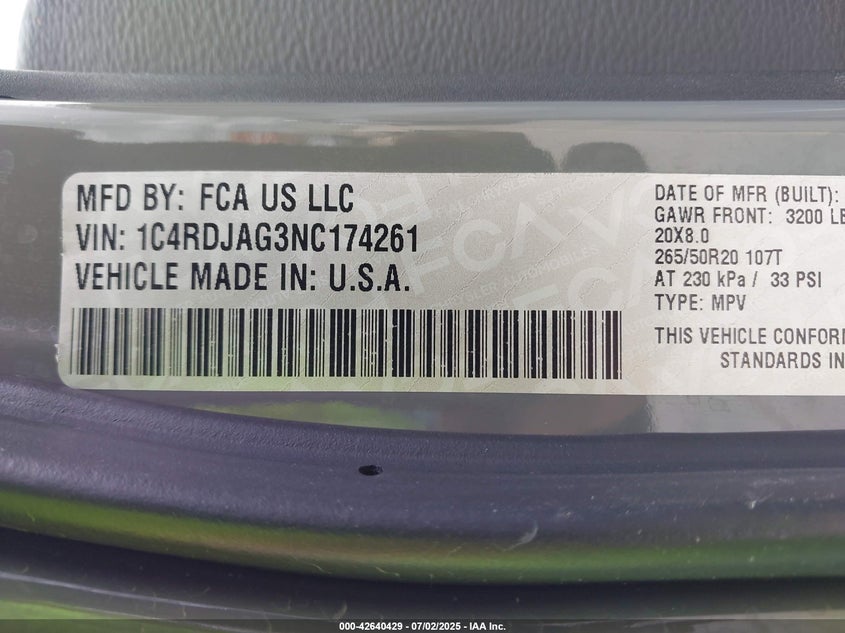 MFD BY: FCA US LLC
VIN: 1C4RDJAG3NC174261
VEHICLE MADE IN: U.S.A.
DATE OF MFR (BUILT):
GAWR FRONT: 3200 LB
20X8.0
265/50R20 107T
AT 230 kPa / 33 PSI
TYPE: MPV
THIS VEHICLE CONFORM
STANDARDS IN
000-42640429 - 07/02/2025 - IAA Inc.